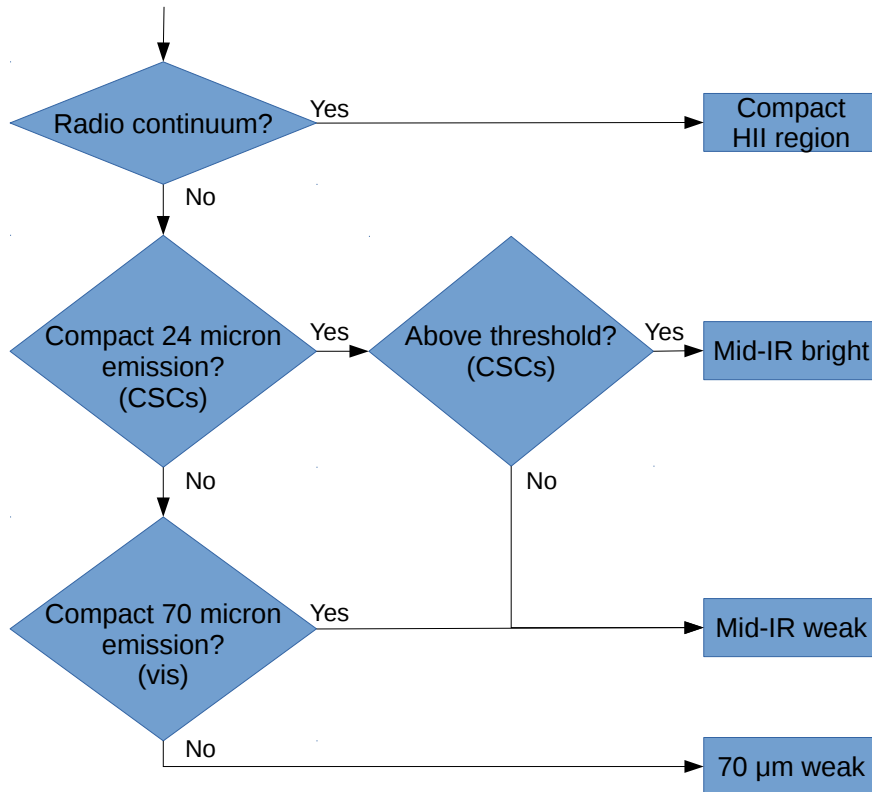 Radio continuum?
Yes
Compact
HII region
No
Compact 24 micron
emission?
(CSCs)
Yes
Above threshold?
(CSCs)
Yes
Mid-IR bright
No
No
Compact 70 micron
emission?
(vis)
Yes
Mid-IR weak
No
70 μm weak